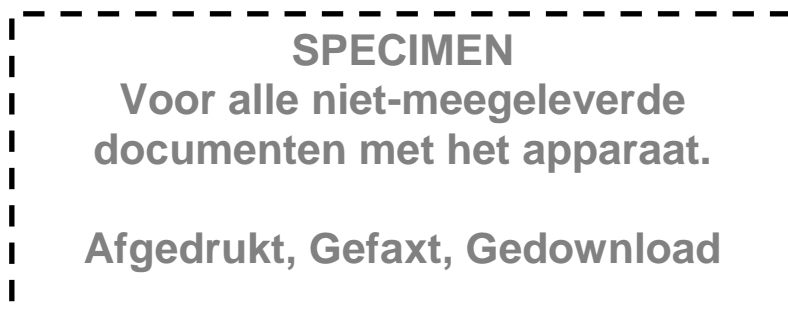 SPECIMEN
Voor alle niet-meegeleverde
documenten met het apparaat.
Afgedrukt, Gefaxt, Gedownload